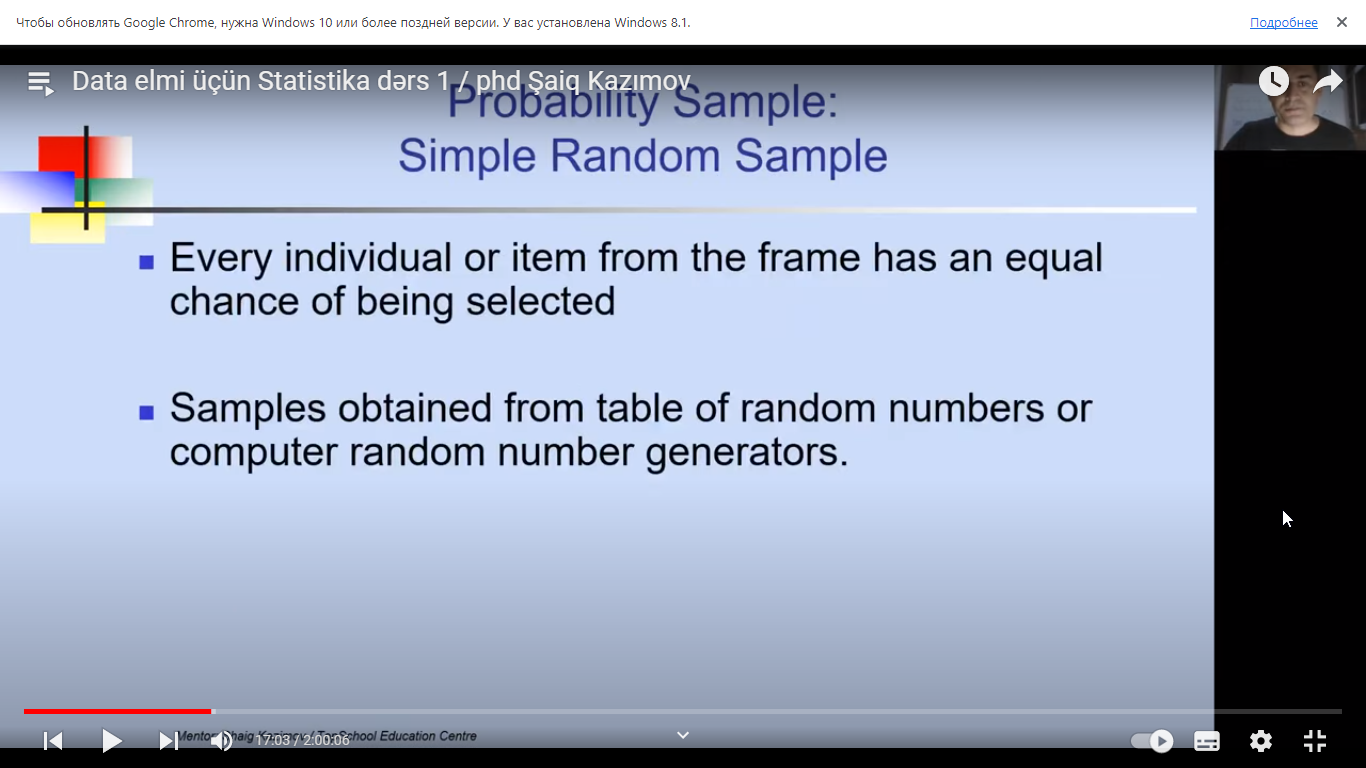 Чтобы обновлять Google Chrome, нужна Windows 10 или более поздней версии. У вас установлена Windows 8.1.
Подробнее
Data elmi üçün Statistika dərs 1 / phd Şaiq Kazımov
Probability Sample:
Simple Random Sample
Every individual or item from the frame has an equal
chance of being selected
Samples obtained from table of random numbers or
computer random number generators.
School Education Centre
17:03 / 2:00:06